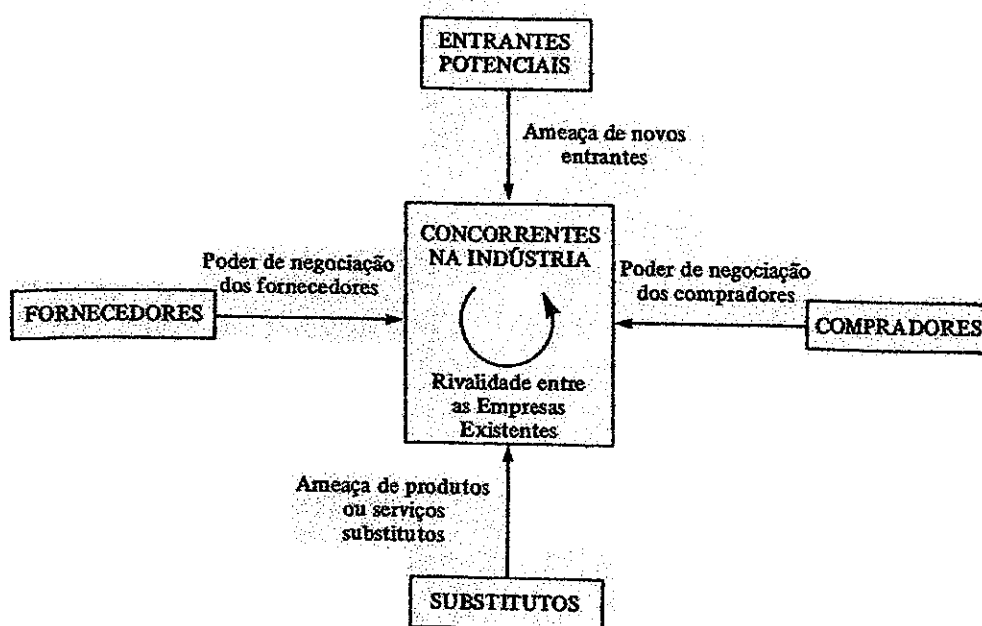 ENTRANTES
POTENCIAIS
Ameaça de novos
entrantes
CONCORRENTES
NA INDÚSTRIA
Poder de negociação
dos fornecedores
Poder de negociação
dos compradores
FORNECEDORES
COMPRADORES
Rivalidade entre
as Empresas
Existentes
Ameaça de produtos
ou serviços
substitutos
SUBSTITUTOS